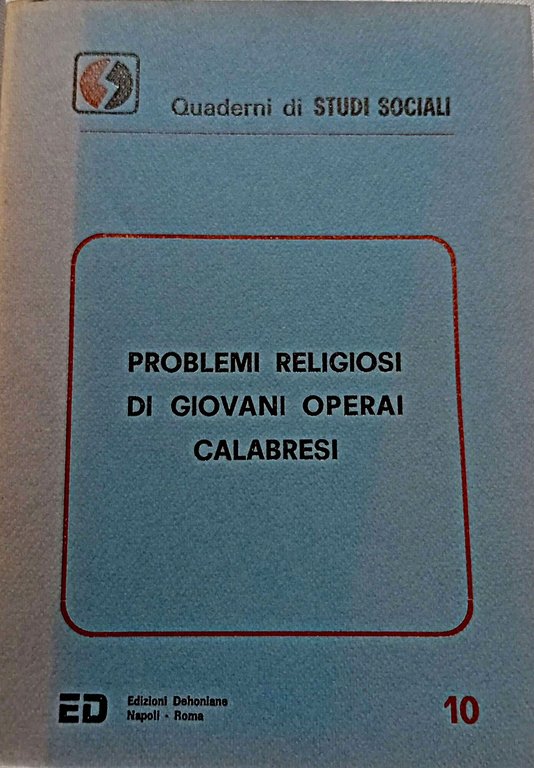 Quaderni di STUDI SOCIALI
PROBLEMI RELIGIOSI
DI GIOVANI OPERAI
CALABRESI
ED
Edizioni Dehoniane
Napoli - Roma
10